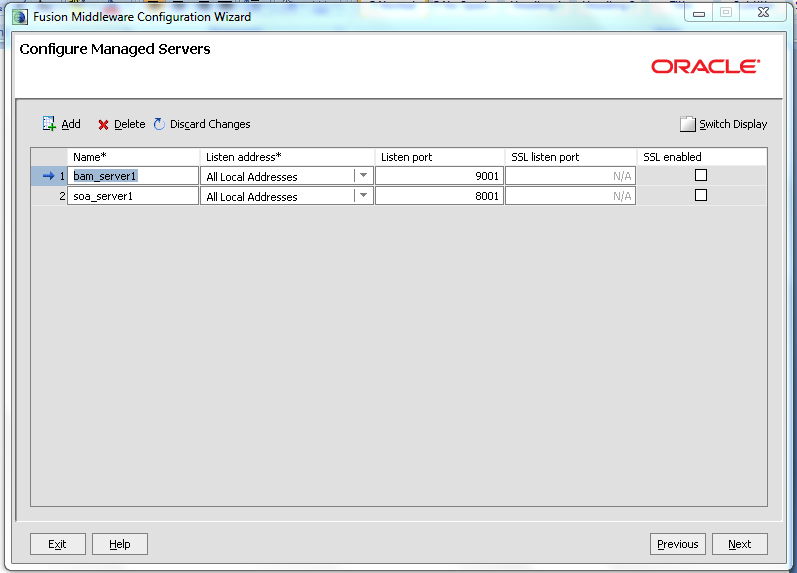 Fusion Middleware Configuration Wizard
Configure Managed Servers
ORACLE
Add Delete Discard Changes Switch Display
Name* Listen address* Listen port SSL listen port SSL enabled
1 bam_server1 All Local Addresses 9001 N/A
2 soa_server1 All Local Addresses 8001 N/A
Exit Help Previous Next